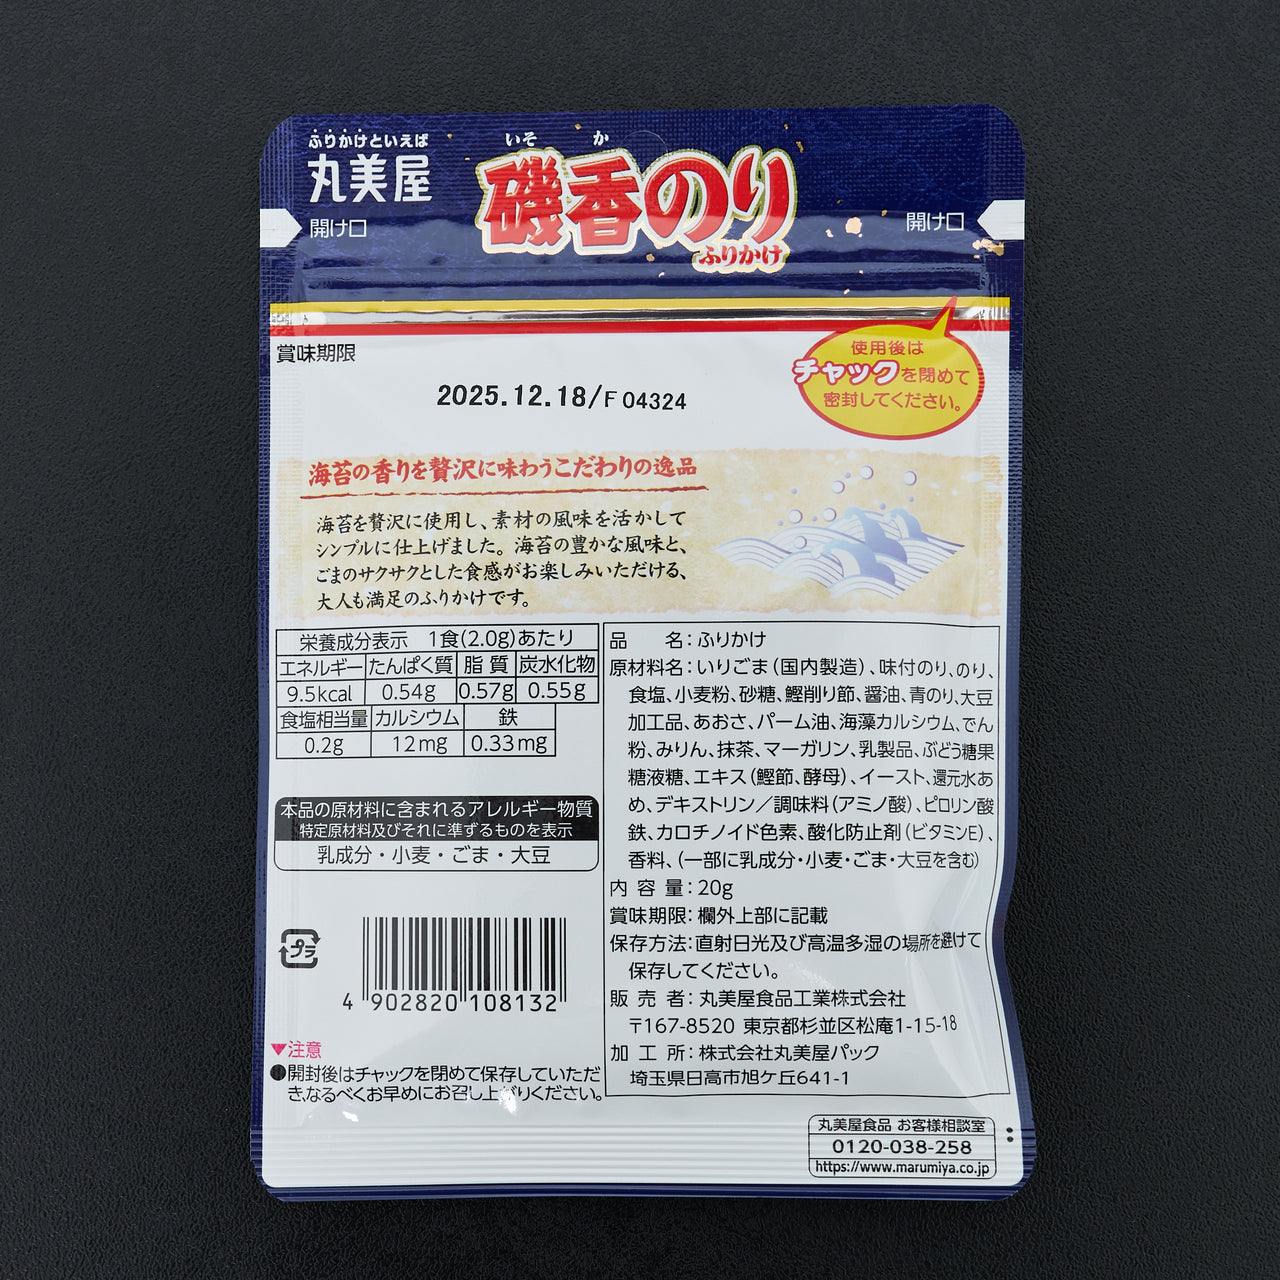 ふりかけといえば
丸美屋
いそ か
磯香のり
ふりかけ
開け口
開け口
賞味期限
使用後は
チャックを閉めて
密封してください。
2025.12.18/F 04324
海苔の香りを贅沢に味わうこだわりの逸品
海苔を贅沢に使用し、素材の風味を活かして
シンプルに仕上げました。海苔の豊かな風味と、
ごまのサクサクとした食感がお楽しみいただける、
大人も満足のふりかけです。
栄養成分表示 1食(2.0g)あたり
エネルギー たんぱく質 脂質 炭水化物
9.5kcal 0.54g 0.57g 0.55g
食塩相当量 カルシウム 鉄
0.2g 12mg 0.33mg
本品の原材料に含まれるアレルギー物質
特定原材料及びそれに準ずるものを表示
乳成分・小麦・ごま・大豆
プラ
4 902820 108132
▼注意
●開封後はチャックを閉めて保存していただ
き、なるべくお早めにお召し上がりください。
品名：ふりかけ
原材料名：いりごま（国内製造）、味付のり、のり、
食塩、小麦粉、砂糖、鰹削り節、醤油、青のり、大豆
加工品、あおさ、パーム油、海藻カルシウム、でん
粉、みりん、抹茶、マーガリン、乳製品、ぶどう糖果
糖液糖、エキス（鰹節、酵母）、イースト、還元水あ
め、デキストリン／調味料（アミノ酸）、ピロリン酸
鉄、カロチノイド色素、酸化防止剤（ビタミンE）、
香料、（一部に乳成分・小麦・ごま・大豆を含む）
内容量：20g
賞味期限：欄外上部に記載
保存方法：直射日光及び高温多湿の場所を避けて
保存してください。
販売者：丸美屋食品工業株式会社
〒167-8520 東京都杉並区松庵1-15-18
加工所：株式会社丸美屋パック
埼玉県日高市旭ケ丘641-1
丸美屋食品 お客様相談室
0120-038-258
https://www.marumiya.co.jp